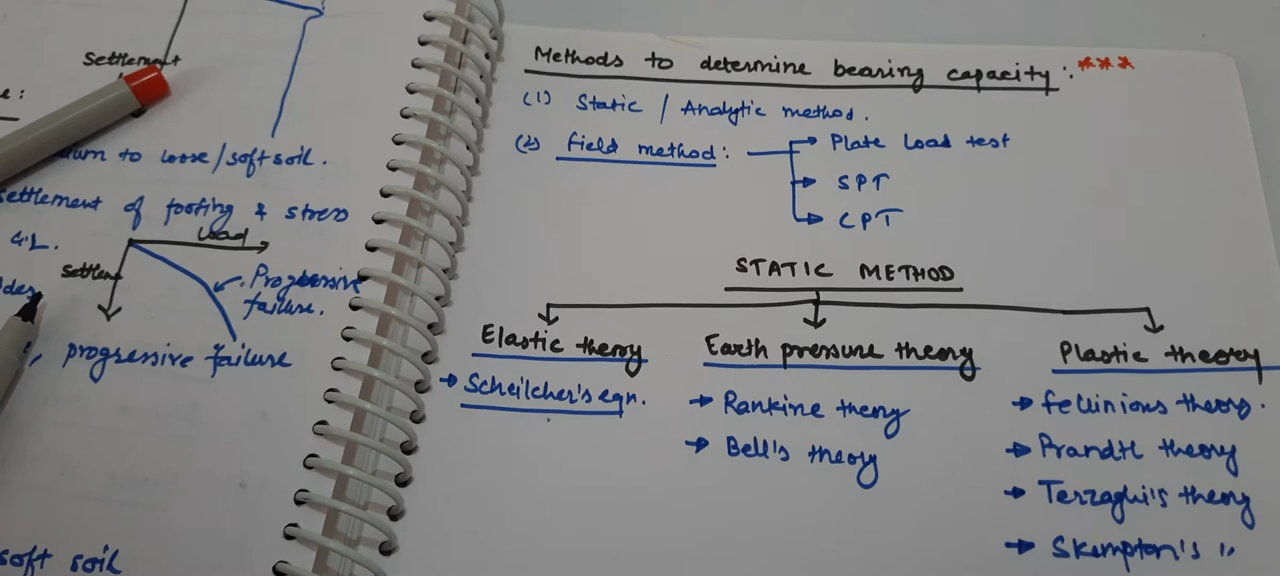 Settlement
e:
to loose/soft soil.
settlement of footing & stress
G.L.
Load
Settlem
Progressive
failure.
progressive failure
soft soil
Methods to determine bearing capacity: ***
(1) Static / Analytic method.
(2) field method:
Plate Load test
SPT
CPT
STATIC METHOD
Elastic theory
→ Scheilcher's eqn.
Earth pressure theory
→ Rankine theory
→ Bell's theory
Plastic theory
→ fellinious theory.
→ Prandtl theory
→ Terzaghi's theory
→ Skempton's "